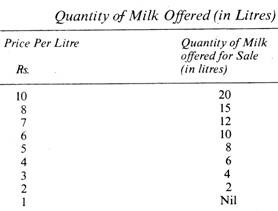 Quantity of Milk Offered (in Litres)
Price Per Litre Quantity of Milk
offered for Sale
Rs. (in litres)
10 20
8 15
7 12
6 10
5 8
4 6
3 4
2 2
1 Nil